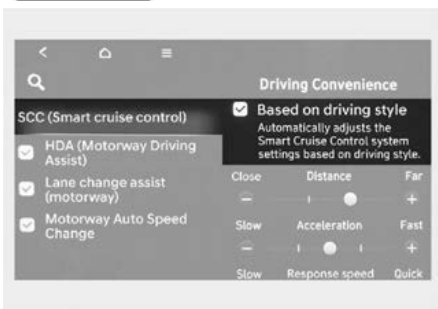 Driving Convenience
SCC (Smart cruise control)
HDA (Motorway Driving
Assist)
Lane change assist
(motorway)
Motorway Auto Speed
Change
Based on driving style
Automatically adjusts the
Smart Cruise Control system
settings based on driving style.
Close Distance Far
Slow Acceleration Fast
Slow Response speed Quick